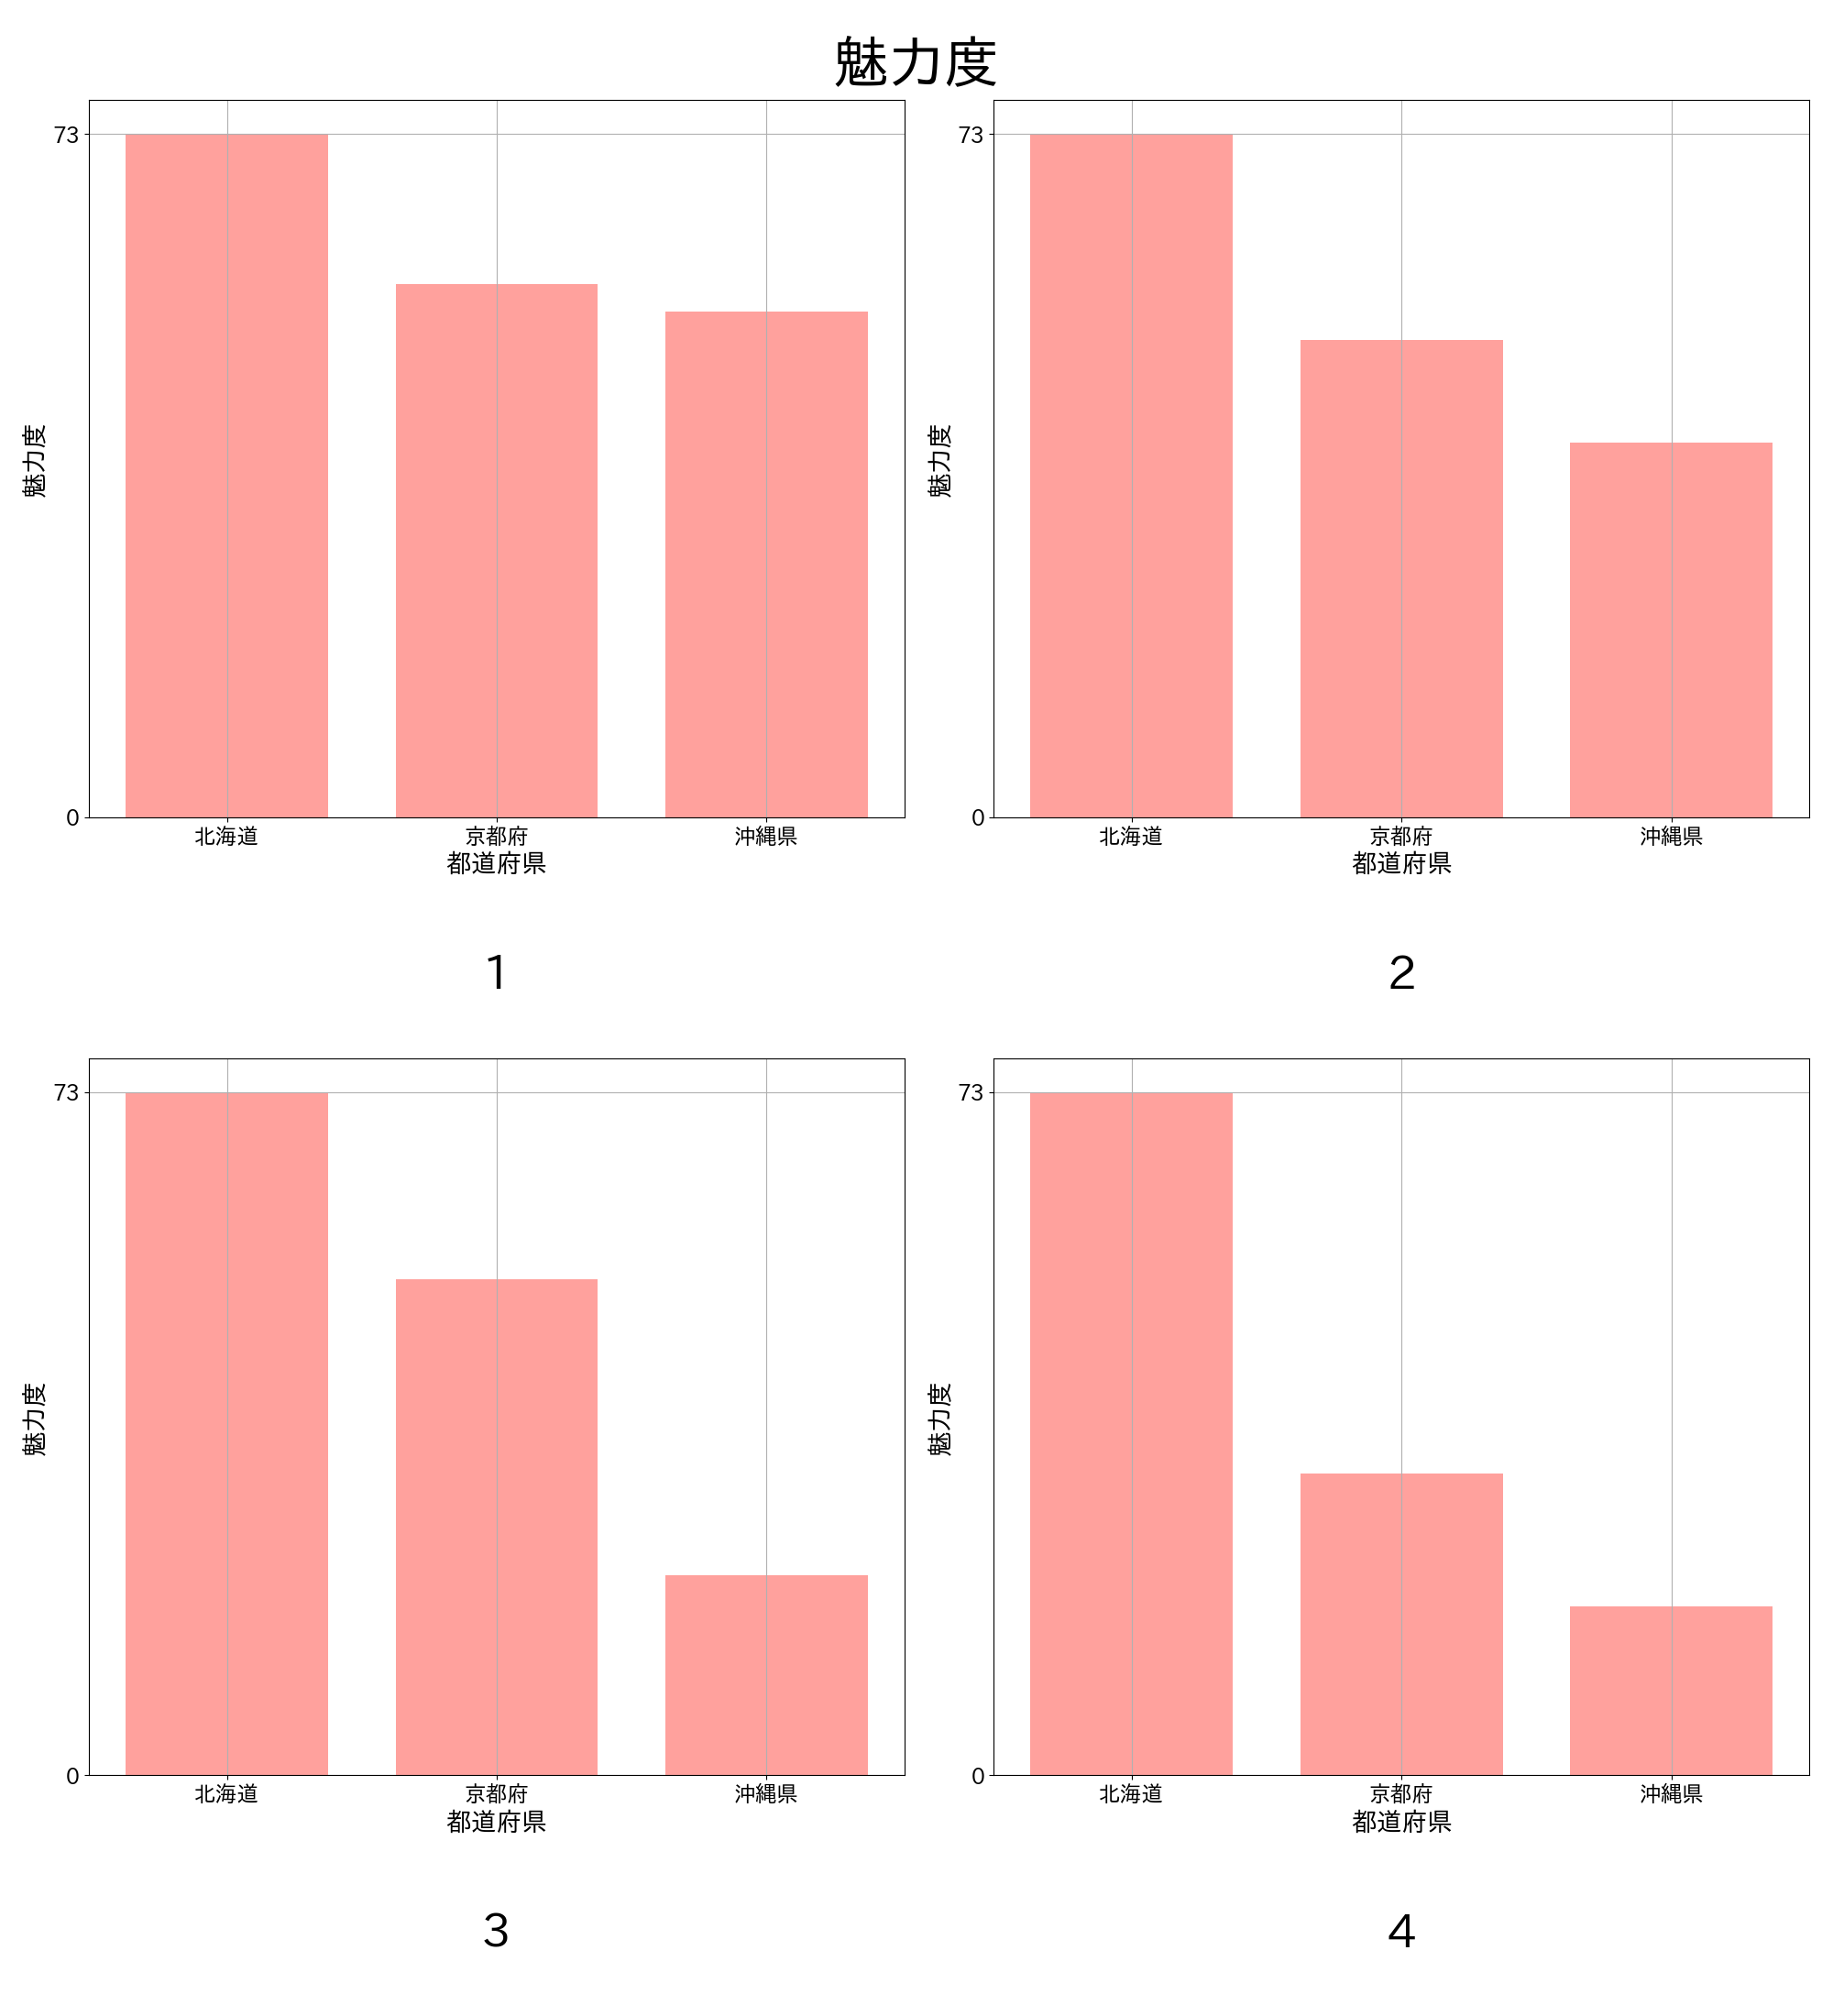 魅力度
73
魅力度
0
北海道 京都府 沖縄県
都道府県
1
73
魅力度
0
北海道 京都府 沖縄県
都道府県
2
73
魅力度
0
北海道 京都府 沖縄県
都道府県
3
73
魅力度
0
北海道 京都府 沖縄県
都道府県
4